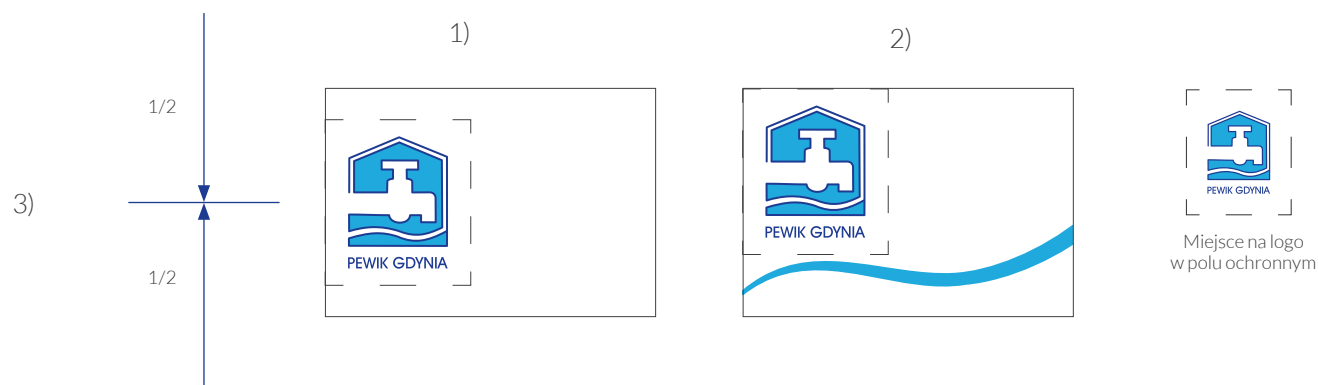 1)
2)
1/2
3)
1/2
PEWIK GDYNIA
PEWIK GDYNIA
PEWIK GDYNIA
Miejsce na logo
w polu ochronnym